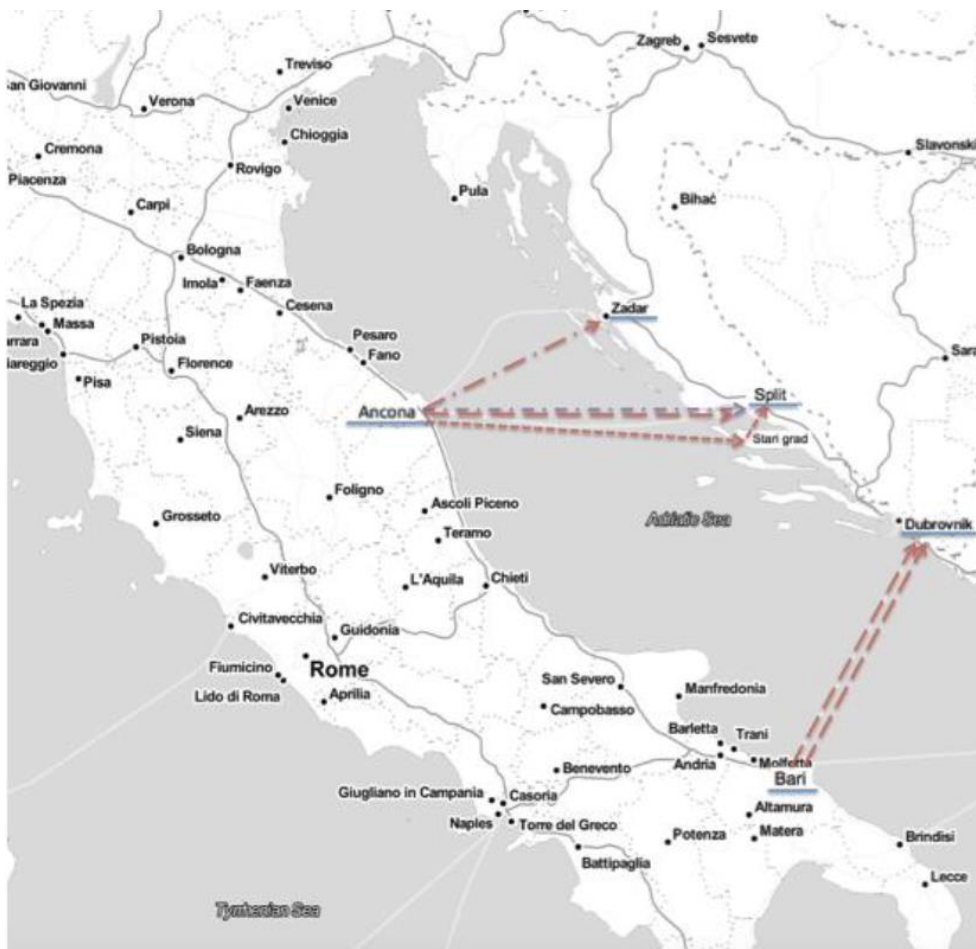 Zagreb
Sesvete
Treviso
San Giovanni
Verona
Venice
Chioggia
Cremona
Rovigo
Slavonski
Piacenza
Pula
Bihać
Carpi
Bologna
Imola
Faenza
La Spezia
Cesena
Zadar
Massa
rrara
Pistoia
Pesaro
Fano
Sara
iareggio
Florence
Pisa
Split
Arezzo
Ancona
Siena
Stari grad
Foligno
Ascoli Piceno
Grosseto
Adriatic Sea
Dubrovnik
Teramo
Viterbo
L'Aquila
Chieti
Civitavecchia
Guidonia
Rome
Fiumicino
San Severo
Lido di Roma
Aprilia
Manfredonia
Campobasso
Barletta
Trani
Andria
Molfetta
Benevento
Bari
Giugliano in Campania
Casoria
Altamura
Naples
Torre del Greco
Potenza
Matera
Brindisi
Battipaglia
Lecce
Tyrrhenian Sea